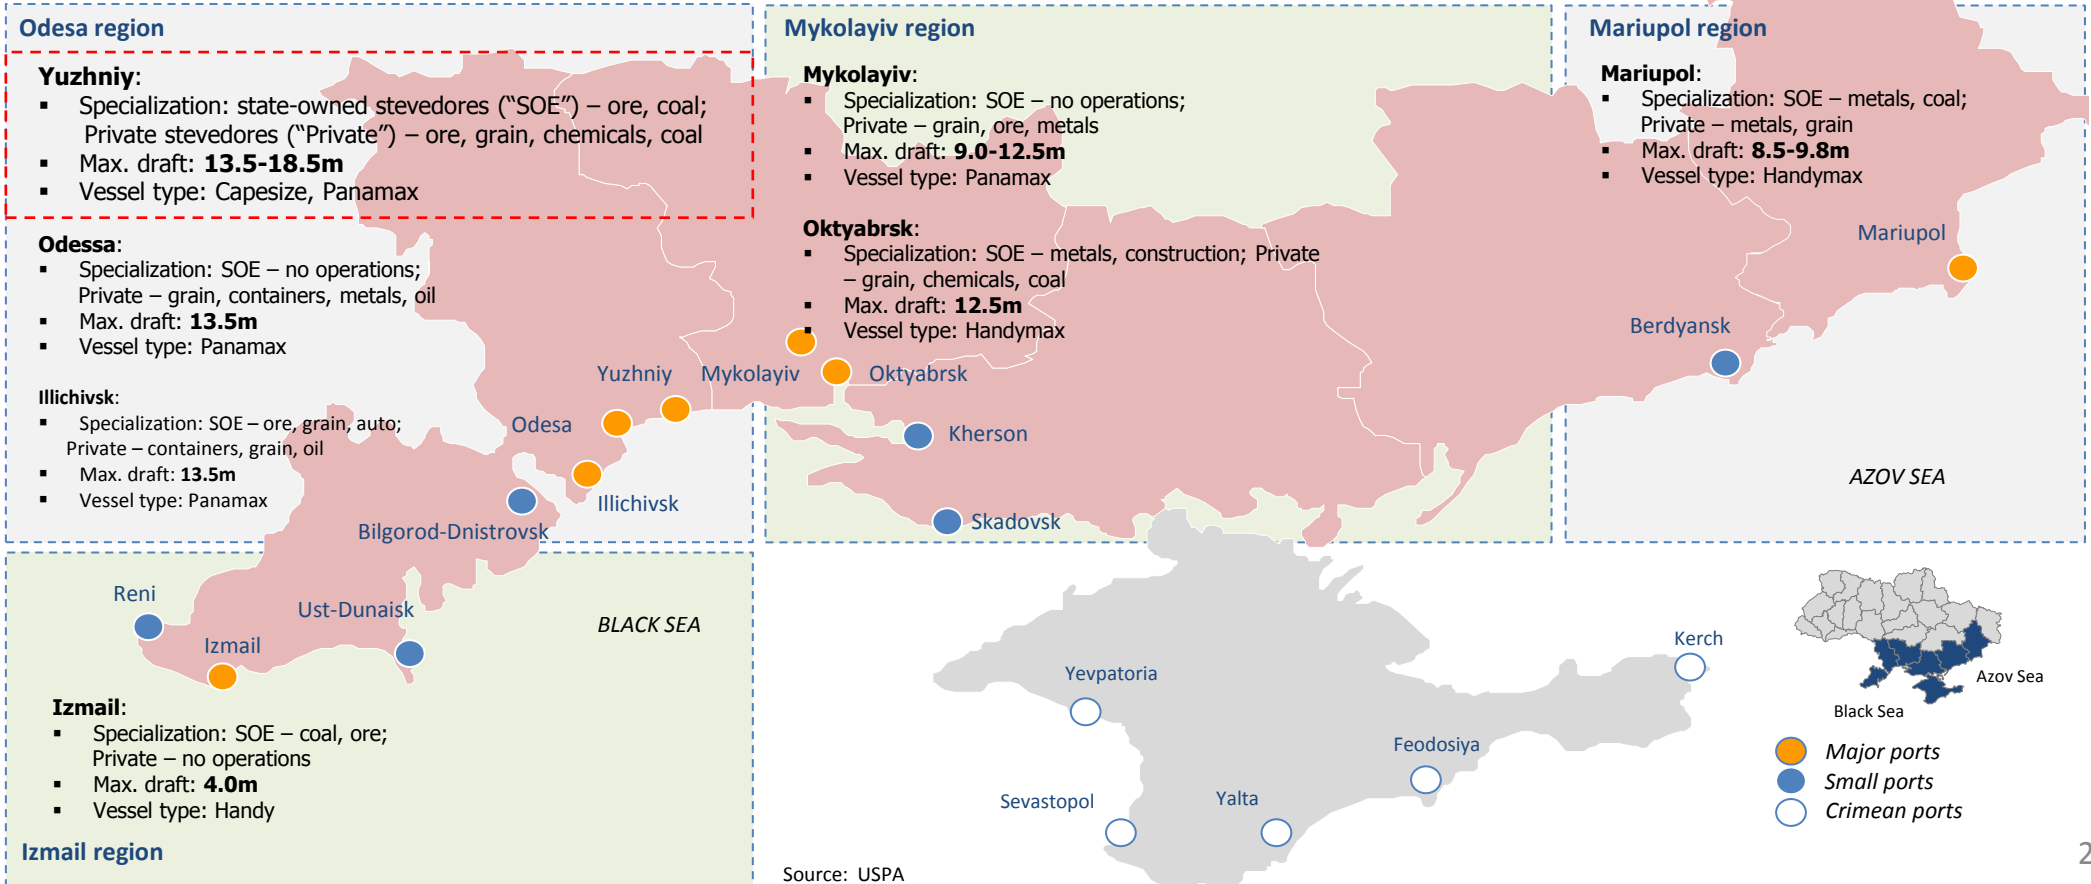 Odesa region
Yuzhniy:
▪ Specialization: state-owned stevedores (“SOE”) – ore, coal;
Private stevedores (“Private”) – ore, grain, chemicals, coal
▪ Max. draft: 13.5-18.5m
▪ Vessel type: Capesize, Panamax
Odessa:
▪ Specialization: SOE – no operations;
Private – grain, containers, metals, oil
▪ Max. draft: 13.5m
▪ Vessel type: Panamax
Illichivsk:
▪ Specialization: SOE – ore, grain, auto;
Private – containers, grain, oil
▪ Max. draft: 13.5m
▪ Vessel type: Panamax
Mykolayiv region
Mykolayiv:
▪ Specialization: SOE – no operations;
Private – grain, ore, metals
▪ Max. draft: 9.0-12.5m
▪ Vessel type: Panamax
Oktyabrsk:
▪ Specialization: SOE – metals, construction; Private
– grain, chemicals, coal
▪ Max. draft: 12.5m
▪ Vessel type: Handymax
Mariupol region
Mariupol:
▪ Specialization: SOE – metals, coal;
Private – metals, grain
▪ Max. draft: 8.5-9.8m
▪ Vessel type: Handymax
Mariupol
Berdyansk
Yuzhniy
Mykolayiv
Oktyabrsk
Odesa
Kherson
Illichivsk
Skadovsk
Bilgorod-Dnistrovsk
AZOV SEA
Reni
Ust-Dunaisk
Izmail
BLACK SEA
Izmail:
▪ Specialization: SOE – coal, ore;
Private – no operations
▪ Max. draft: 4.0m
▪ Vessel type: Handy
Izmail region
Kerch
Yevpatoria
Feodosiya
Sevastopol
Yalta
Azov Sea
Black Sea
Major ports
Small ports
Crimean ports
Source: USPA
2